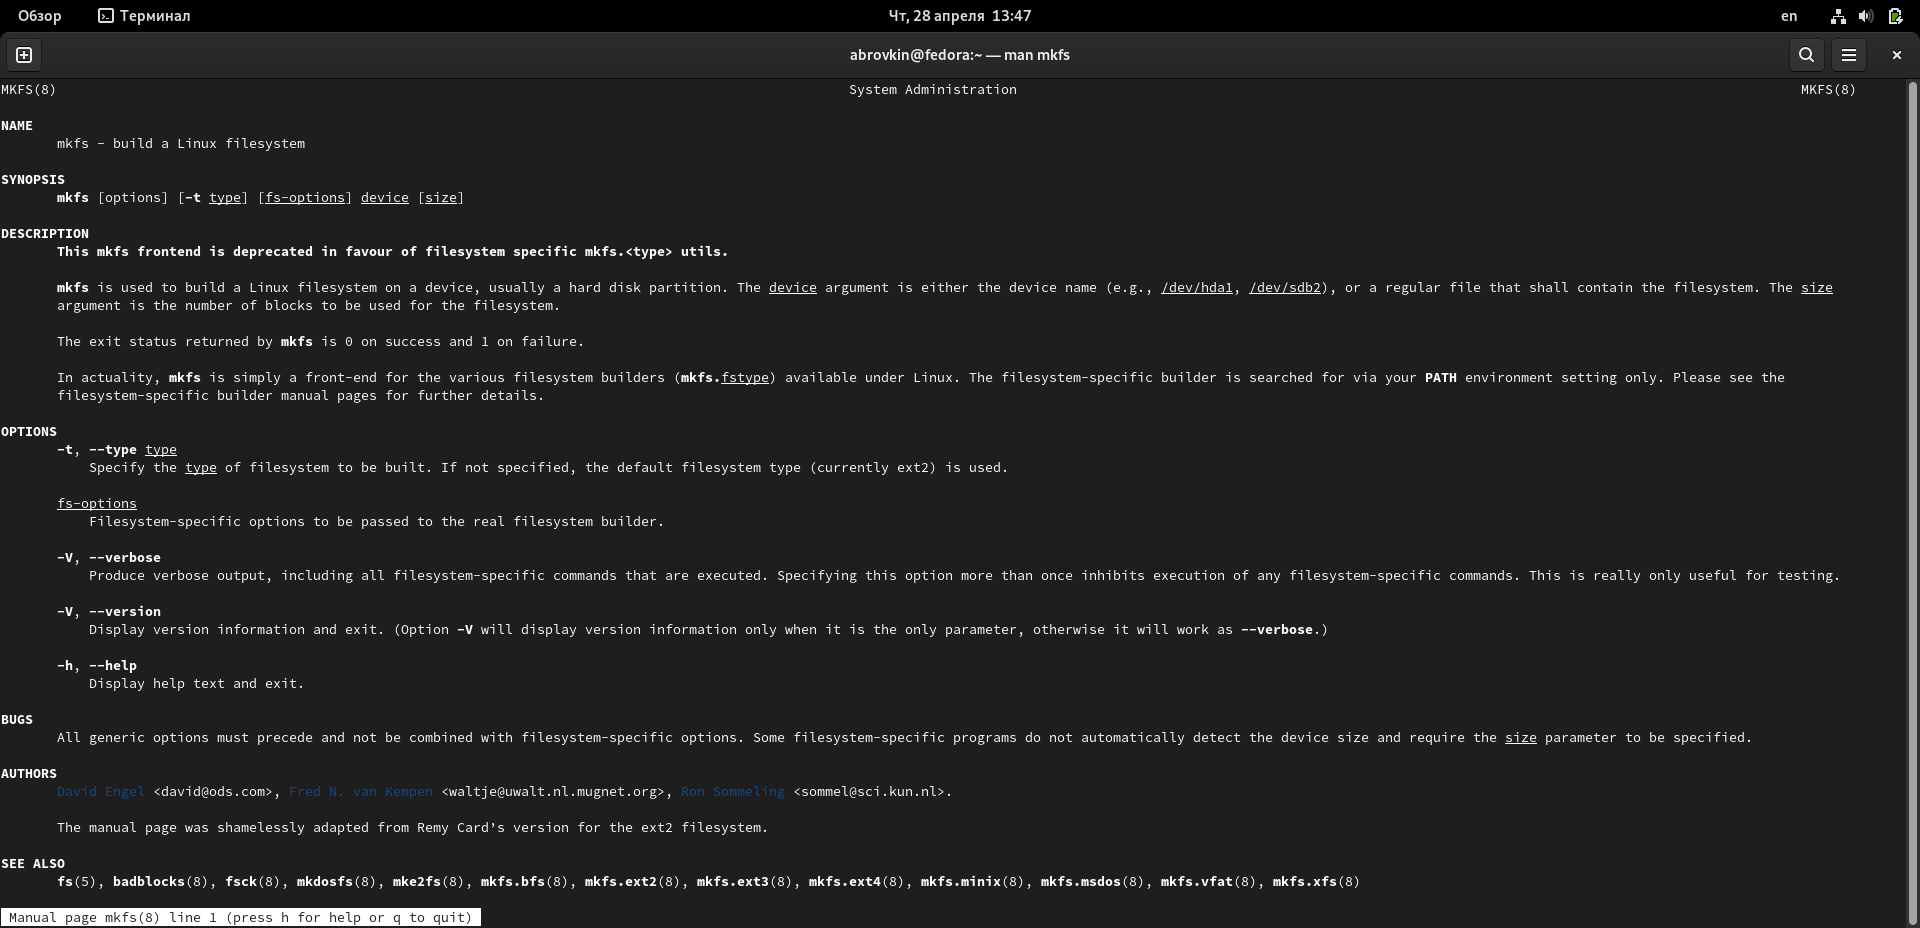 Обзор Терминал Чт, 28 апреля 13:47 en
abrovkin@fedora:~ — man mkfs
MKFS(8) System Administration MKFS(8)
NAME
mkfs - build a Linux filesystem
SYNOPSIS
mkfs [options] [-t type] [fs-options] device [size]
DESCRIPTION
This mkfs frontend is deprecated in favour of filesystem specific mkfs.<type> utils.
mkfs is used to build a Linux filesystem on a device, usually a hard disk partition. The device argument is either the device name (e.g., /dev/hda1, /dev/sdb2), or a regular file that shall contain the filesystem. The size
argument is the number of blocks to be used for the filesystem.
The exit status returned by mkfs is 0 on success and 1 on failure.
In actuality, mkfs is simply a front-end for the various filesystem builders (mkfs.fstype) available under Linux. The filesystem-specific builder is searched for via your PATH environment setting only. Please see the
filesystem-specific builder manual pages for further details.
OPTIONS
-t, --type type
Specify the type of filesystem to be built. If not specified, the default filesystem type (currently ext2) is used.
fs-options
Filesystem-specific options to be passed to the real filesystem builder.
-V, --verbose
Produce verbose output, including all filesystem-specific commands that are executed. Specifying this option more than once inhibits execution of any filesystem-specific commands. This is really only useful for testing.
-V, --version
Display version information and exit. (Option -V will display version information only when it is the only parameter, otherwise it will work as --verbose.)
-h, --help
Display help text and exit.
BUGS
All generic options must precede and not be combined with filesystem-specific options. Some filesystem-specific programs do not automatically detect the device size and require the size parameter to be specified.
AUTHORS
David Engel <david@ods.com>, Fred N. van Kempen <waltje@uwalt.nl.mugnet.org>, Ron Sommeling <sommel@sci.kun.nl>.
The manual page was shamelessly adapted from Remy Card’s version for the ext2 filesystem.
SEE ALSO
fs(5), badblocks(8), fsck(8), mkdosfs(8), mke2fs(8), mkfs.bfs(8), mkfs.ext2(8), mkfs.ext3(8), mkfs.ext4(8), mkfs.minix(8), mkfs.msdos(8), mkfs.vfat(8), mkfs.xfs(8)
Manual page mkfs(8) line 1 (press h for help or q to quit)